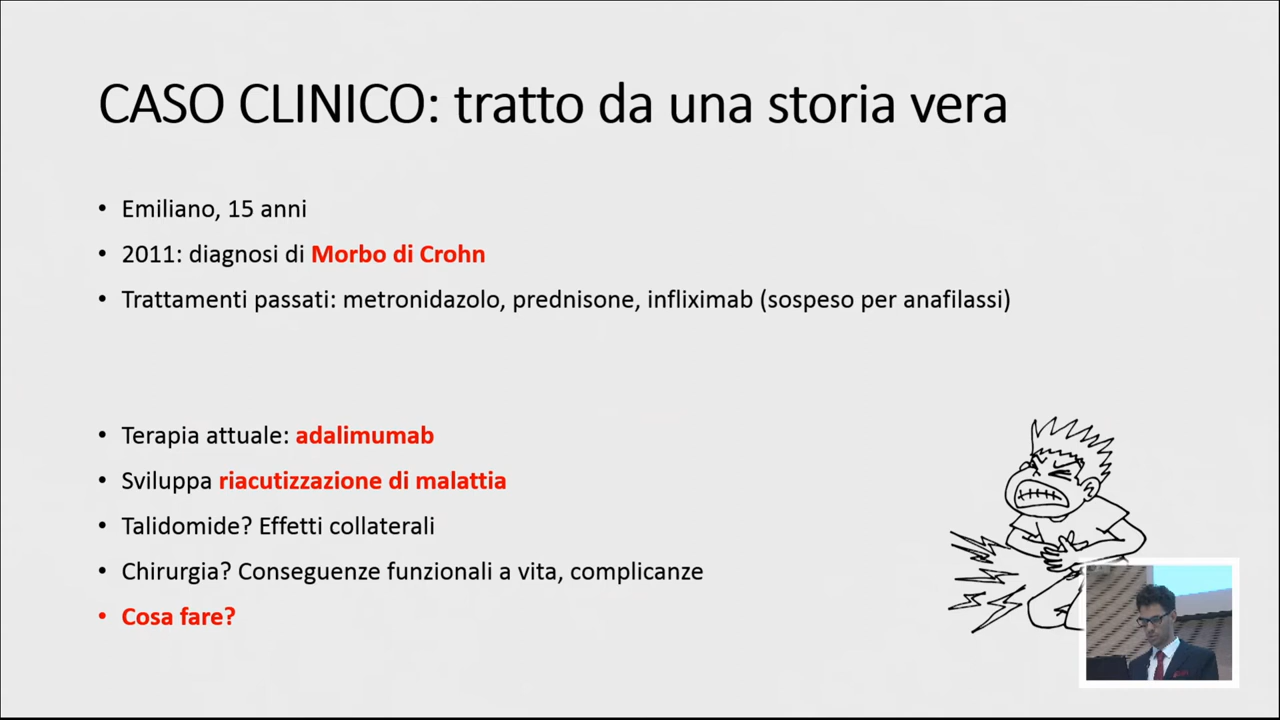 CASO CLINICO: tratto da una storia vera
• Emiliano, 15 anni
• 2011: diagnosi di Morbo di Crohn
• Trattamenti passati: metronidazolo, prednisone, infliximab (sospeso per anafilassi)
• Terapia attuale: adalimumab
• Sviluppa riacutizzazione di malattia
• Talidomide? Effetti collaterali
• Chirurgia? Conseguenze funzionali a vita, complicanze
• Cosa fare?